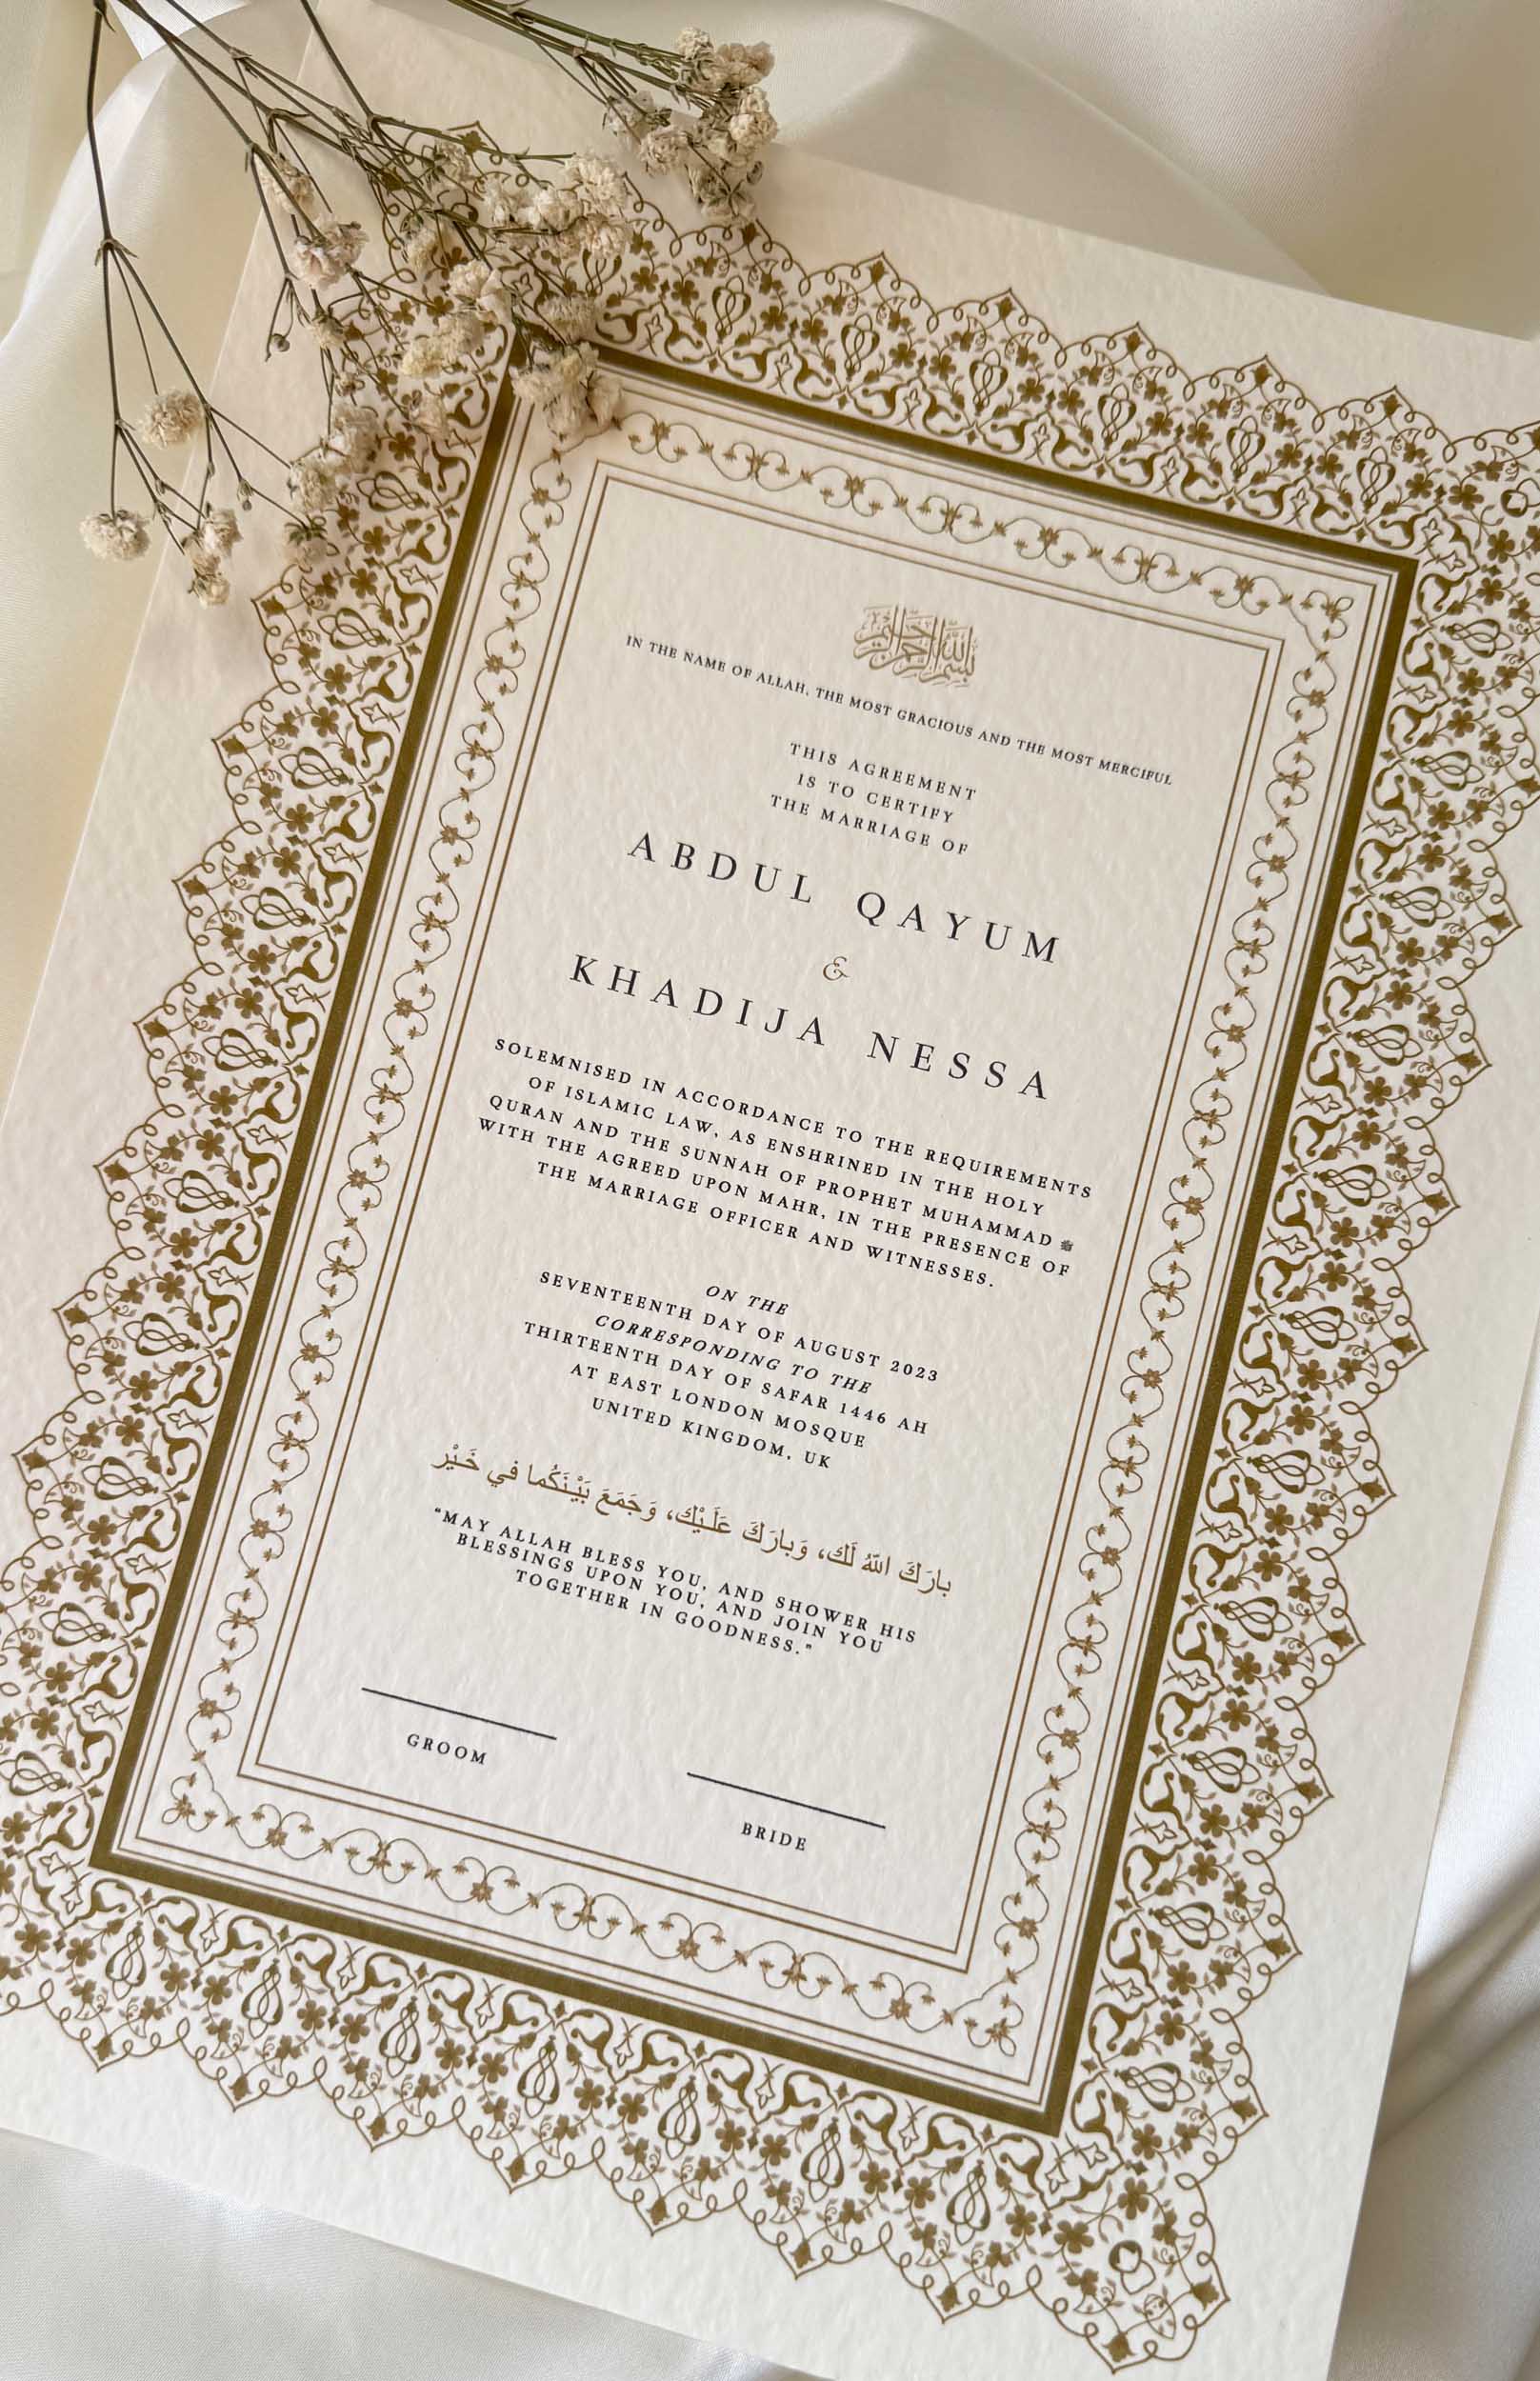 بسم الله الرحمن الرحيم
IN THE NAME OF ALLAH, THE MOST GRACIOUS AND THE MOST MERCIFUL
THIS AGREEMENT
IS TO CERTIFY
THE MARRIAGE OF
ABDUL QAYUM
&
KHADIJA NESSA
SOLEMNISED IN ACCORDANCE TO THE REQUIREMENTS
OF ISLAMIC LAW, AS ENSHRINED IN THE HOLY
QURAN AND THE SUNNAH OF PROPHET MUHAMMAD ﷺ
WITH THE AGREED UPON MAHR, IN THE PRESENCE OF
THE MARRIAGE OFFICER AND WITNESSES.
ON THE
SEVENTEENTH DAY OF AUGUST 2023
CORRESPONDING TO THE
THIRTEENTH DAY OF SAFAR 1446 AH
AT EAST LONDON MOSQUE
UNITED KINGDOM, UK
بارَكَ اللهُ لَك، وَبارَكَ عَلَـيْك، وَجَمَعَ بَيْنَكُما في خَـيْر
“MAY ALLAH BLESS YOU, AND SHOWER HIS
BLESSINGS UPON YOU, AND JOIN YOU
TOGETHER IN GOODNESS.”
GROOM
BRIDE